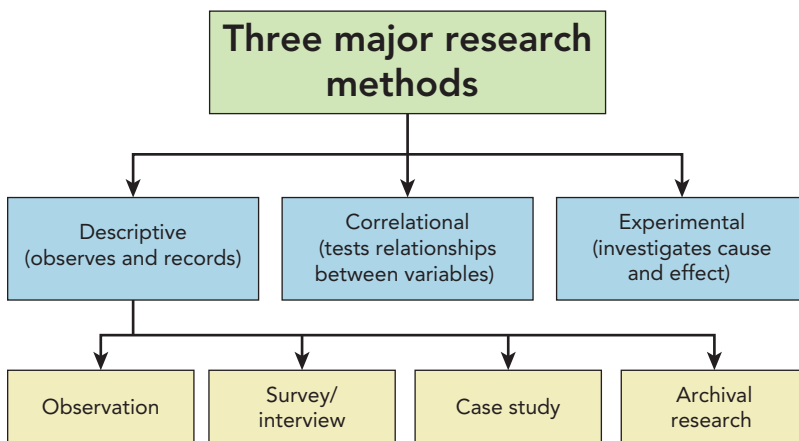 Three major research
methods
Descriptive
(observes and records)
Correlational
(tests relationships
between variables)
Experimental
(investigates cause
and effect)
Observation
Survey/
interview
Case study
Archival
research